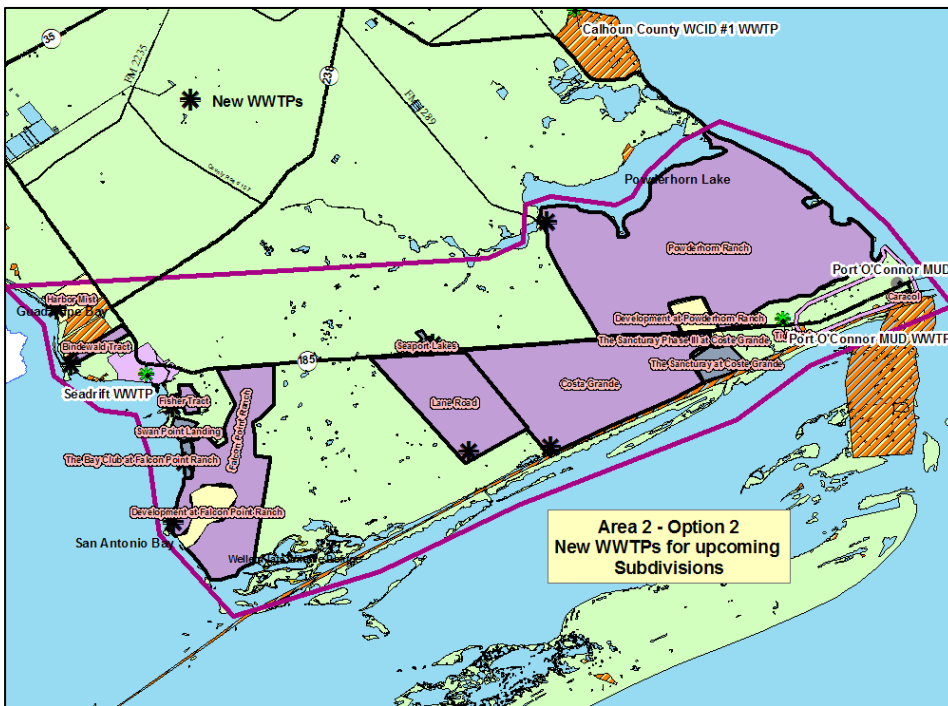 Calhoun County WCID #1 WWTP
35
FM 2235
238
New WWTPs
FM 1289
Powderhorn Lake
Powderhorn Ranch
Port O'Connor MUD
Harbor Mist
Guadalupe Bay
Caracol
Development at Powderhorn Ranch
Bindewald Tract
Seaport Lakes
The Sancturay Phase III at Coste Grande
Port O'Connor MUD WWTP
185
The Sancturay at Coste Grande
Seadrift WWTP
Costa Grande
Fisher Tract
Lane Road
Falcon Point Ranch
Swan Point Landing
The Bay Club at Falcon Point Ranch
Development at Falcon Point Ranch
San Antonio Bay
Area 2 - Option 2
New WWTPs for upcoming
Subdivisions